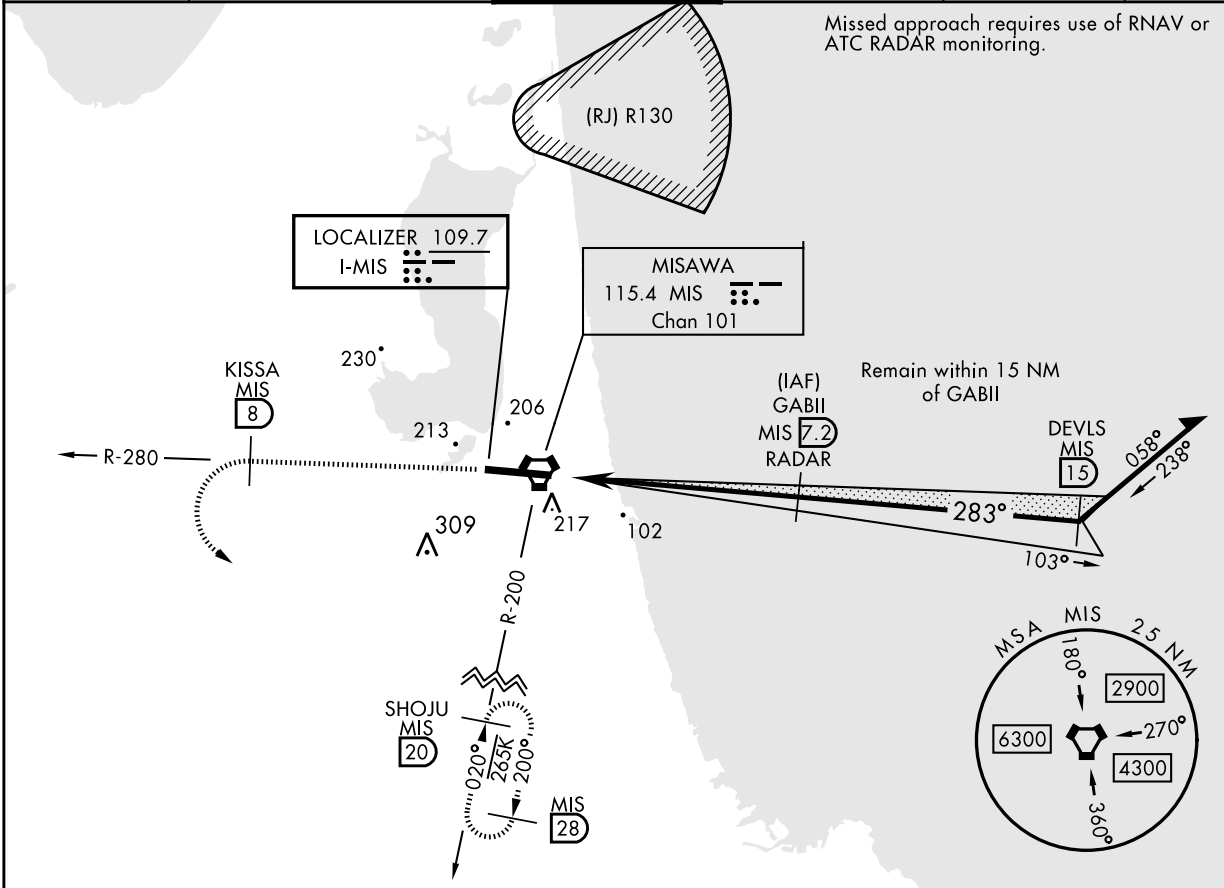 Missed approach requires use of RNAV or
ATC RADAR monitoring.
(RJ) R130
LOCALIZER 109.7
I-MIS
MISAWA
115.4 MIS
Chan 101
230
KISSA
MIS
8
213
206
(IAF)
GABII
MIS 7.2
RADAR
Remain within 15 NM
of GABII
DEVLS
MIS
15
058°
238°
R-280
309
217
102
283°
103°
R-200
SHOJU
MIS
20
020°
265K
200°
MIS
28
MSA MIS 25 NM
180°
2900
6300
270°
4300
360°